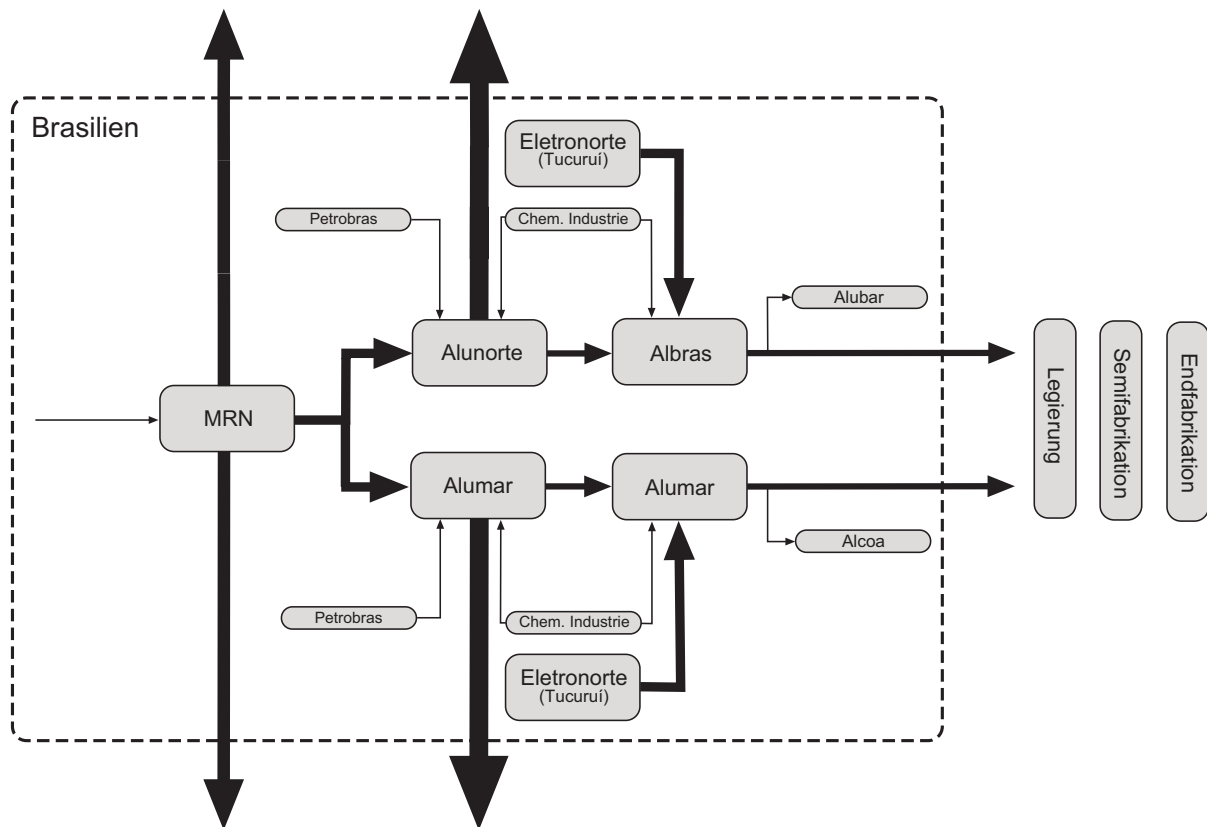 Brasilien
Eletronorte
(Tucuruí)
Petrobras
Chem. Industrie
Alubar
Alunorte
Albras
MRN
Alumar
Alumar
Alcoa
Petrobras
Chem. Industrie
Eletronorte
(Tucuruí)
Legierung
Semifabrikation
Endfabrikation